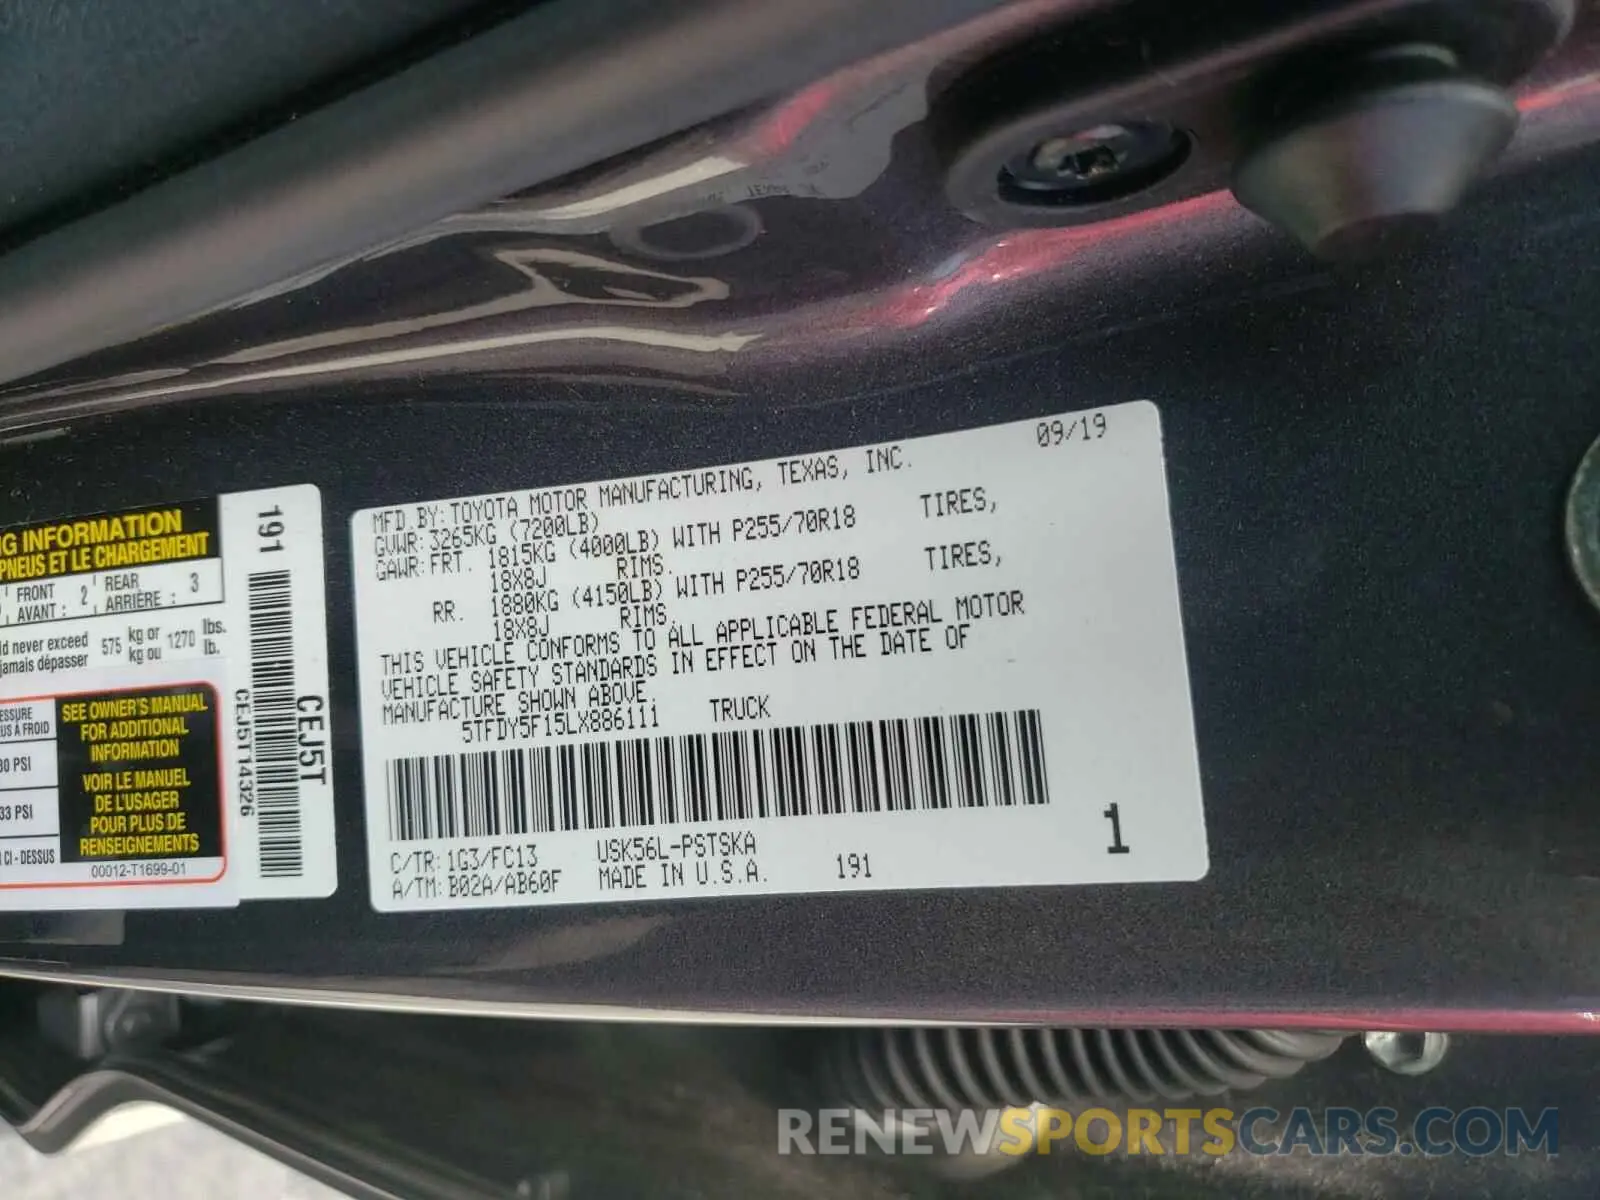 NG INFORMATION
PNEUS ET LE CHARGEMENT
FRONT
AVANT : 2
REAR
ARRIÈRE : 3
ld never exceed
jamais dépasser
575 kg or
kg ou
1270 lbs.
lb.
ESSURE
US À FROID
30 PSI
33 PSI
CI - DESSUS
SEE OWNER'S MANUAL
FOR ADDITIONAL
INFORMATION
VOIR LE MANUEL
DE L'USAGER
POUR PLUS DE
RENSEIGNEMENTS
00012-T1699-01
191
CEJ5T
CEJ5T14326
09/19
MFD. BY: TOYOTA MOTOR MANUFACTURING, TEXAS, INC.
GVWR: 3265KG (7200LB)
GAWR: FRT. 1815KG (4000LB) WITH P255/70R18 TIRES,
18X8J RIMS.
RR. 1880KG (4150LB) WITH P255/70R18 TIRES,
18X8J RIMS.
THIS VEHICLE CONFORMS TO ALL APPLICABLE FEDERAL MOTOR
VEHICLE SAFETY STANDARDS IN EFFECT ON THE DATE OF
MANUFACTURE SHOWN ABOVE.
5TFDY5F15LX886111 TRUCK
C/TR: 1G3/FC13 USK56L-PSTSKA
A/TM: B02A/AB60F MADE IN U.S.A. 191
1
RENEWSPORTSCARS.COM